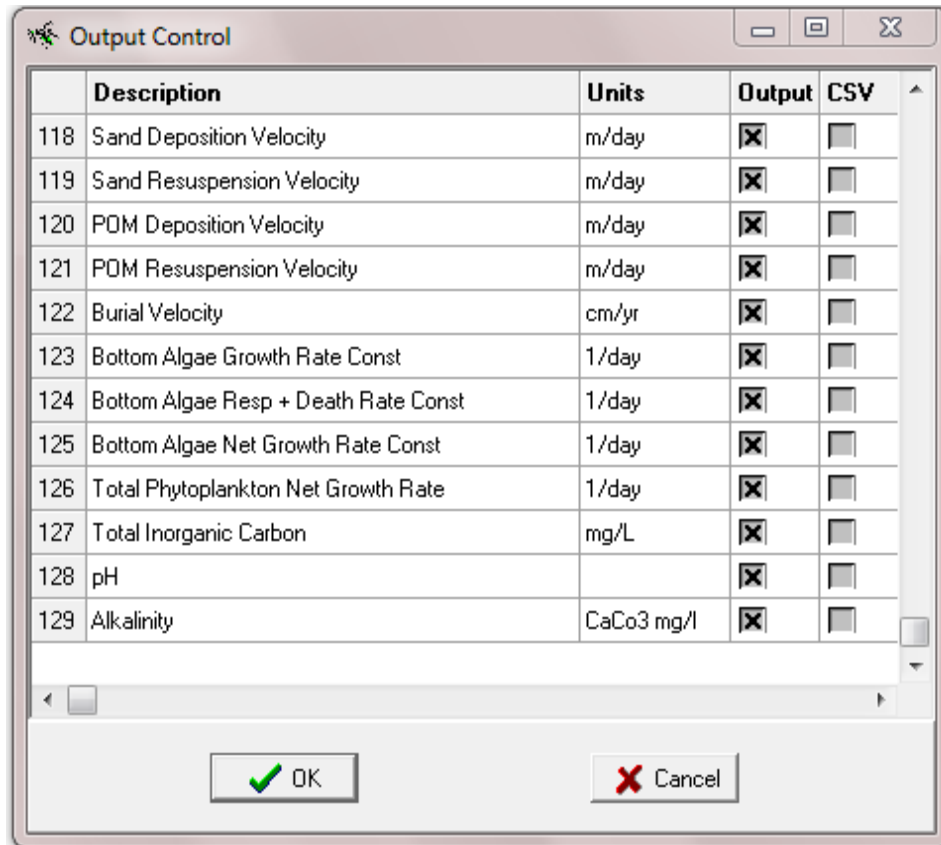 Output Control
Description Units Output CSV
118 Sand Deposition Velocity m/day
119 Sand Resuspension Velocity m/day
120 POM Deposition Velocity m/day
121 POM Resuspension Velocity m/day
122 Burial Velocity cm/yr
123 Bottom Algae Growth Rate Const 1/day
124 Bottom Algae Resp + Death Rate Const 1/day
125 Bottom Algae Net Growth Rate Const 1/day
126 Total Phytoplankton Net Growth Rate 1/day
127 Total Inorganic Carbon mg/L
128 pH
129 Alkalinity CaCo3 mg/l
OK Cancel